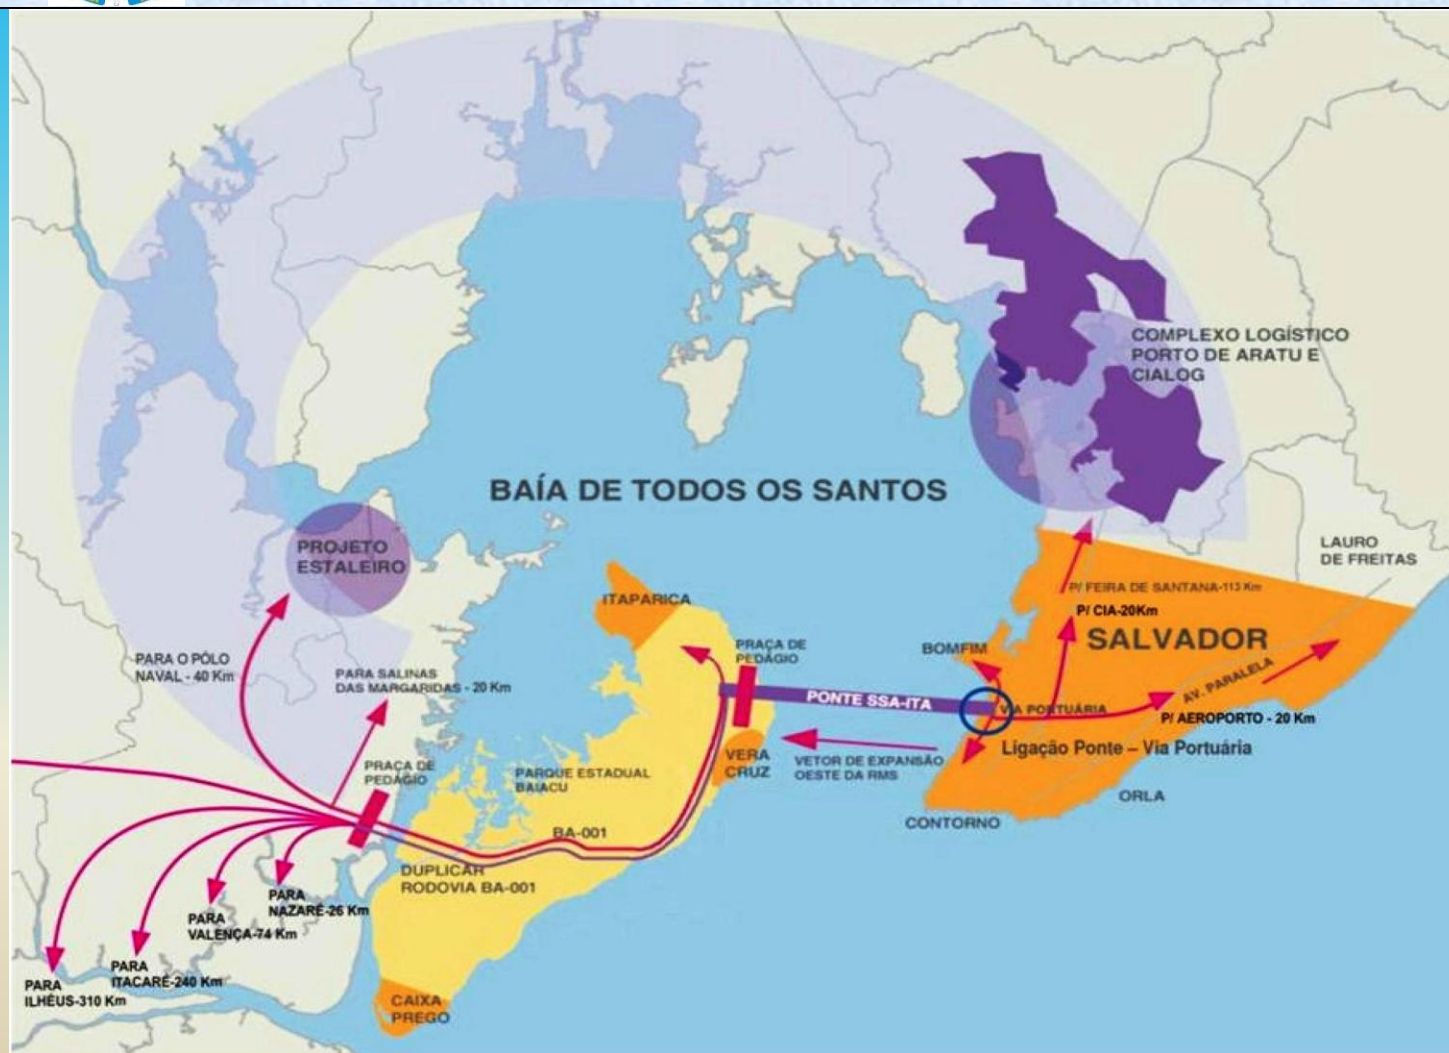 COMPLEXO LOGÍSTICO
PORTO DE ARATU E
CIALOG
BAÍA DE TODOS OS SANTOS
PROJETO
ESTALEIRO
LAURO
DE FREITAS
ITAPARICA
P/ FEIRA DE SANTANA-113 Km
P/ CIA-20Km
SALVADOR
BOMFIM
PRAÇA DE
PEDÁGIO
PARA O PÓLO
NAVAL - 40 Km
PARA SALINAS
DAS MARGARIDAS - 20 Km
AV. PARALELA
PONTE SSA-ITA
VIA PORTUÁRIA
P/ AEROPORTO - 20 Km
Ligação Ponte – Via Portuária
VERA
CRUZ
VETOR DE EXPANSÃO
OESTE DA RMS
PRAÇA DE
PEDÁGIO
PARQUE ESTADUAL
BAIACU
ORLA
CONTORNO
BA-001
DUPLICAR
RODOVIA BA-001
PARA
NAZARÉ-26 Km
PARA
VALENÇA-74 Km
PARA
ITACARÉ-240 Km
PARA
ILHÉUS-310 Km
CAIXA
PREGO